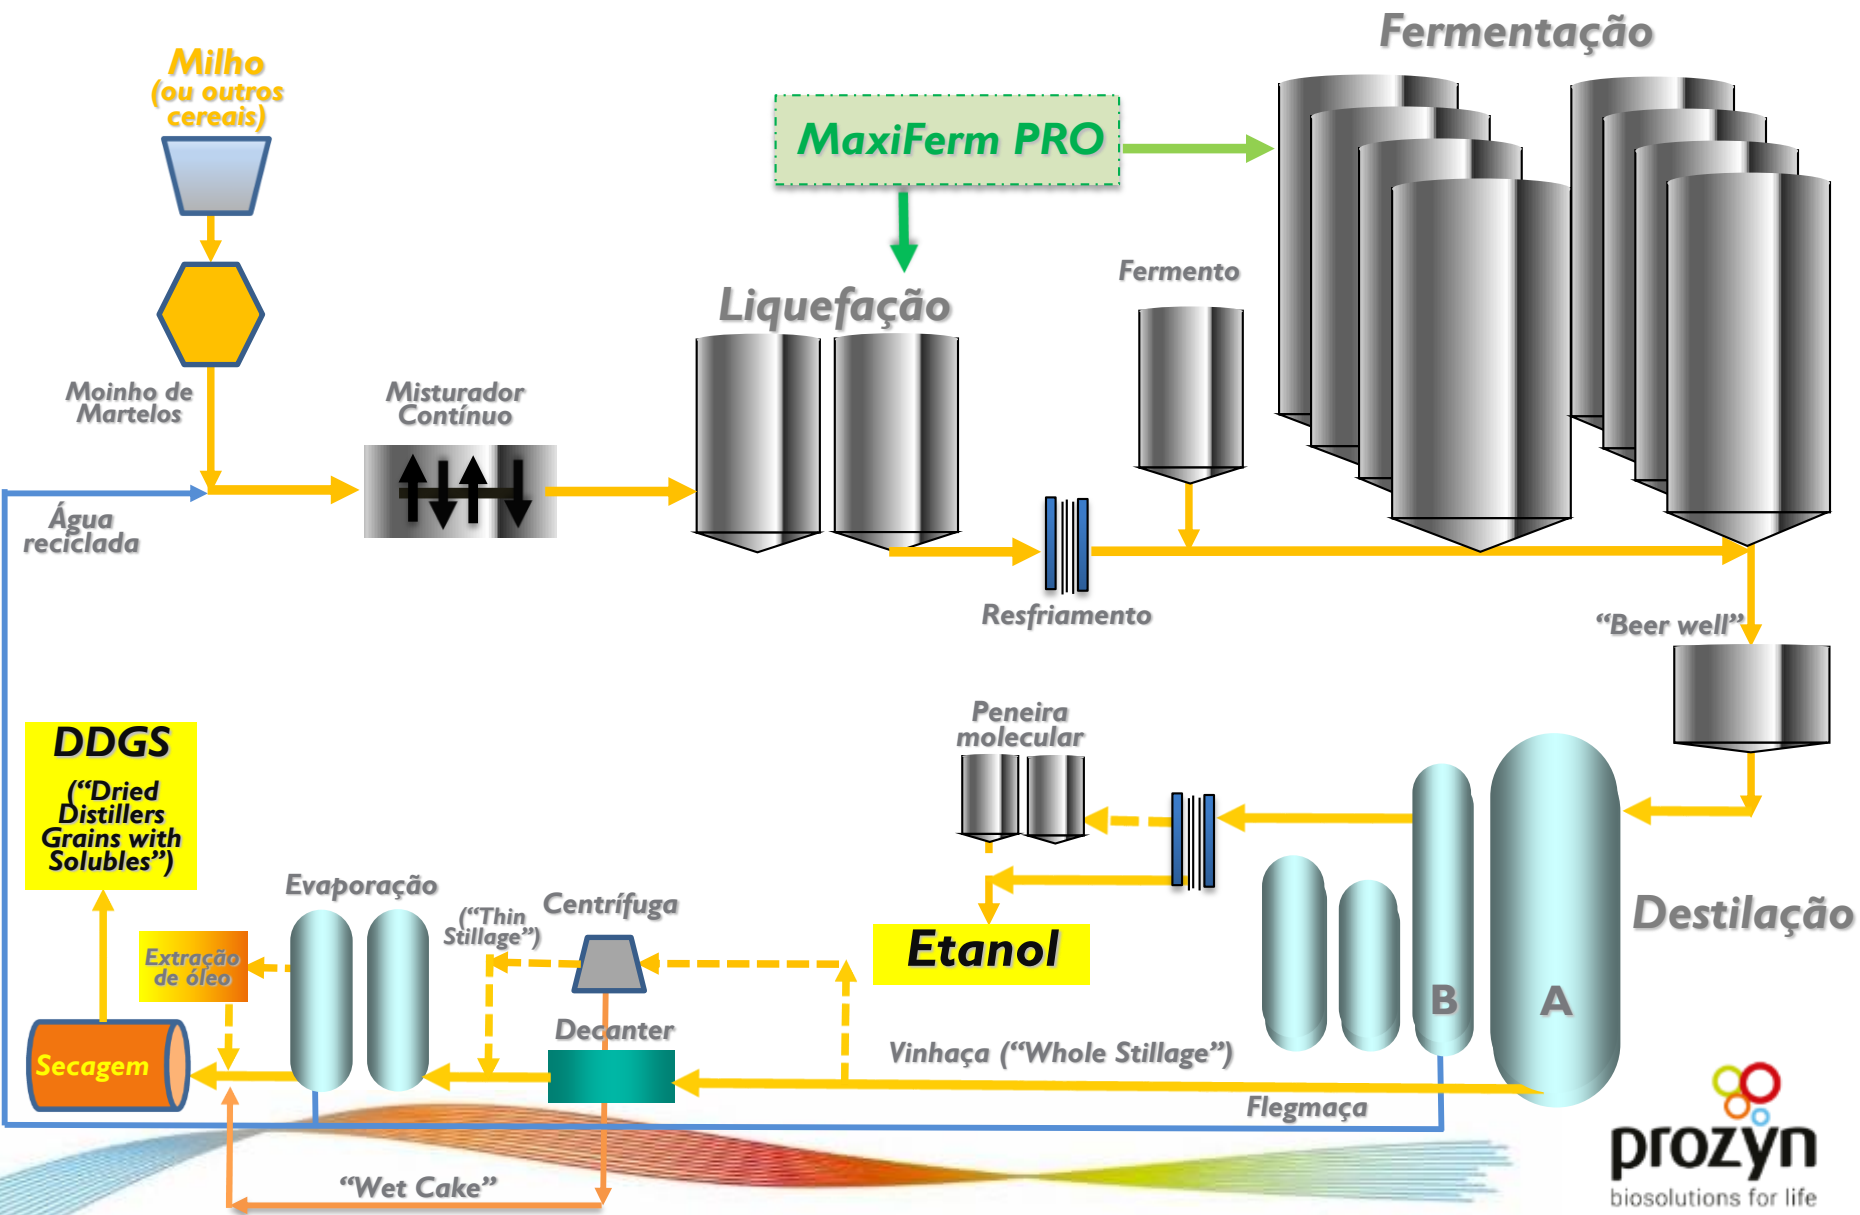 Fermentação
Milho
(ou outros
cereais)
MaxiFerm PRO
Fermento
Liquefação
Moinho de
Martelos
Misturador
Contínuo
Água
reciclada
Resfriamento
“Beer well”
Peneira
molecular
DDGS
(“Dried
Distillers
Grains with
Solubles”)
Evaporação
(“Thin
Stillage”)
Centrífuga
Etanol
Destilação
Extração
de óleo
B
A
Decanter
Vinhaça (“Whole Stillage”)
Secagem
Flegmaça
“Wet Cake”
prozyn
biosolutions for life